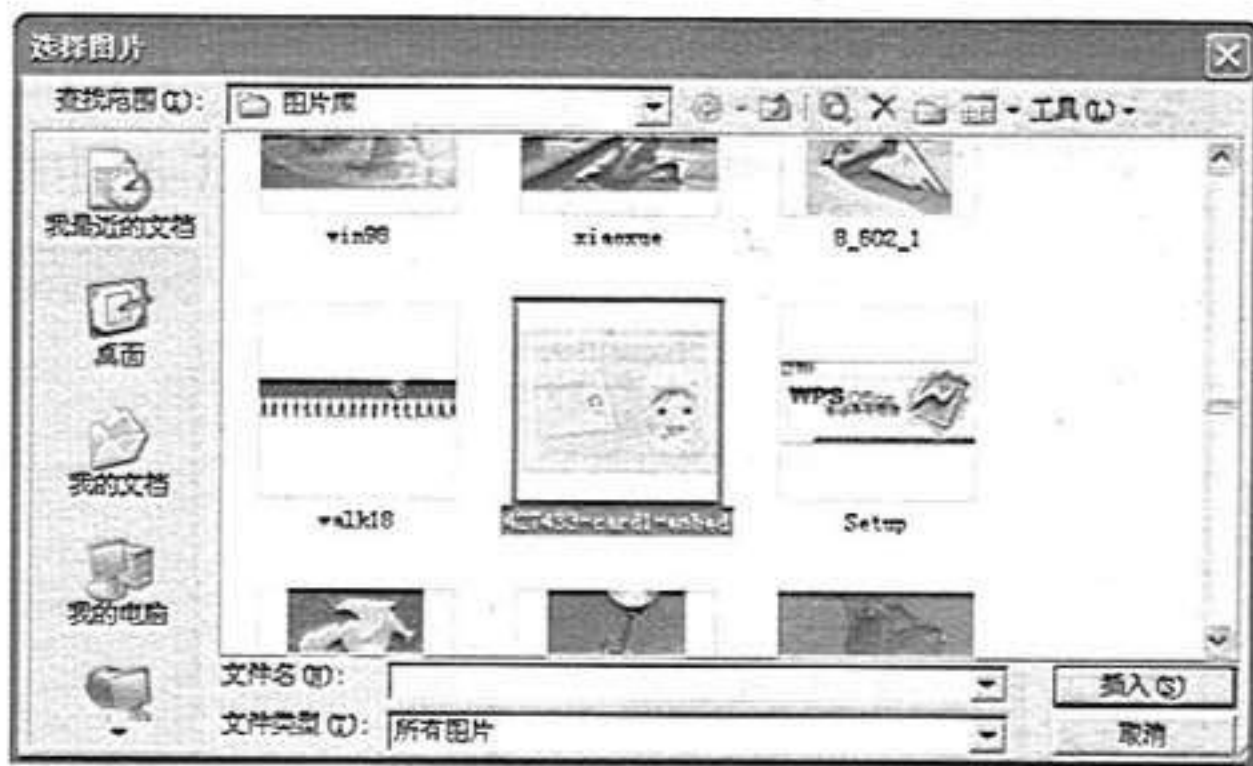 选择图片
查找范围(I): 图片库 工具(L)
我最近的文档
桌面
我的文档
我的电脑
win98 xiaoxue 8_602_1
WPS Office
walk18 Setup
文件名(N): 插入(S)
文件类型(T): 所有图片 取消